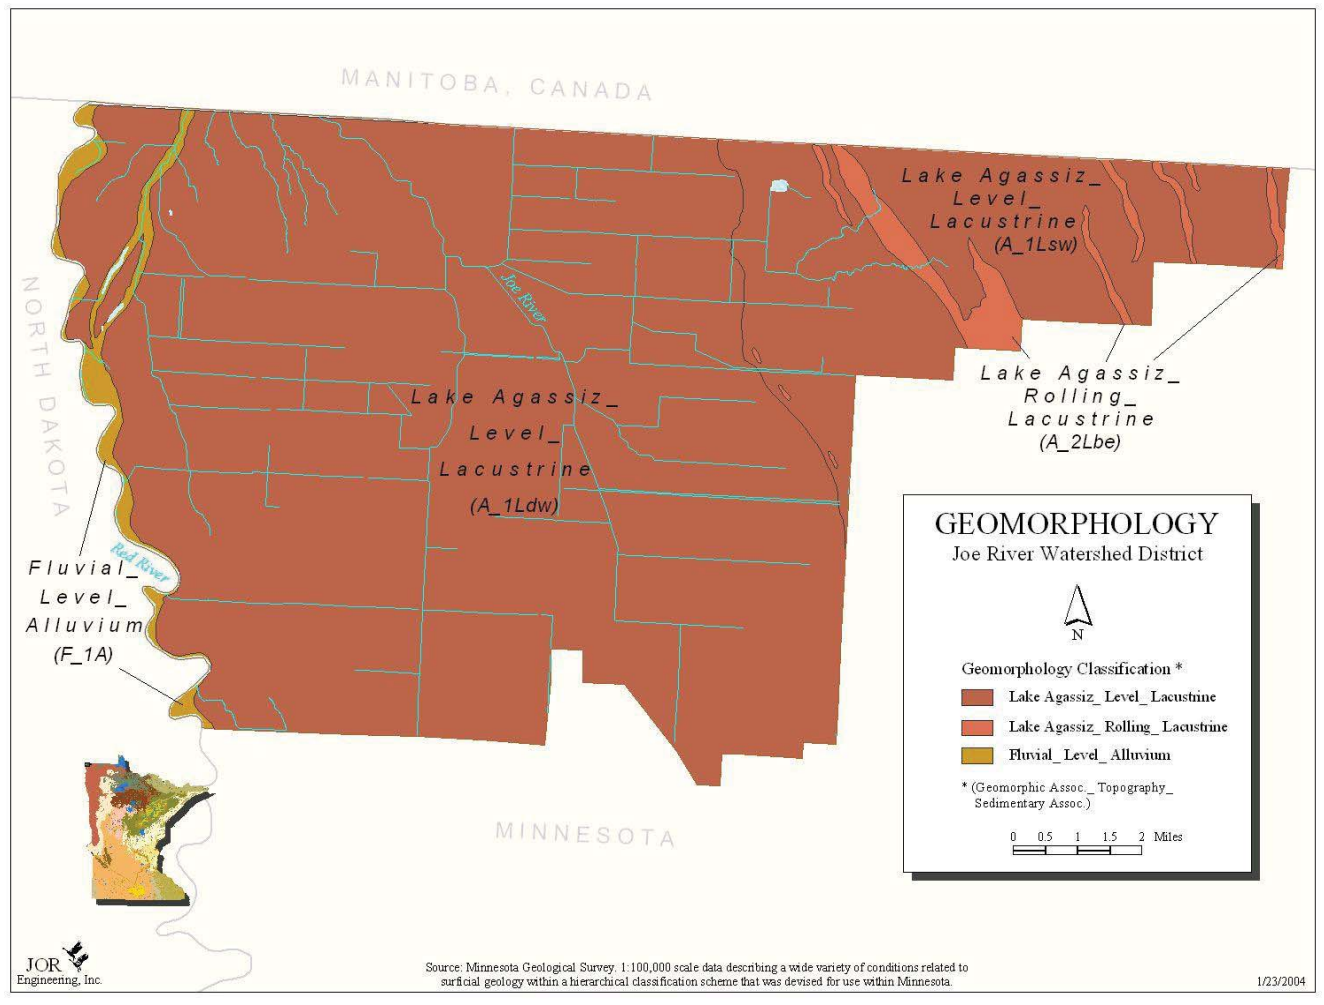 MANITOBA, CANADA
Lake Agassiz_
Level_
Lacustrine
(A_1Lsw)
NORTH DAKOTA
Joe River
Lake Agassiz_
Rolling_
Lacustrine
(A_2Lbe)
Lake Agassiz_
Level_
Lacustrine
(A_1Ldw)
Red River
Fluvial_
Level_
Alluvium
(F_1A)
GEOMORPHOLOGY
Joe River Watershed District
N
Geomorphology Classification *
Lake Agassiz_ Level_ Lacustrine
Lake Agassiz_ Rolling_ Lacustrine
Fluvial_ Level_ Alluvium
* (Geomorphic Assoc._ Topography_
Sedimentary Assoc.)
0 0.5 1 1.5 2 Miles
MINNESOTA
JOR
Engineering, Inc.
Source: Minnesota Geological Survey. 1:100,000 scale data describing a wide variety of conditions related to
surficial geology within a hierarchical classification scheme that was devised for use within Minnesota.
1/23/2004